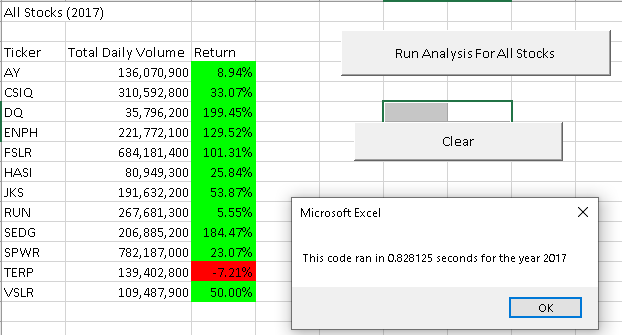 All Stocks (2017)
Ticker Total Daily Volume Return
AY 136,070,900 8.94%
CSIQ 310,592,800 33.07%
DQ 35,796,200 199.45%
ENPH 221,772,100 129.52%
FSLR 684,181,400 101.31%
HASI 80,949,300 25.84%
JKS 191,632,200 53.87%
RUN 267,681,300 5.55%
SEDG 206,885,200 184.47%
SPWR 782,187,000 23.07%
TERP 139,402,800 -7.21%
VSLR 109,487,900 50.00%
Run Analysis For All Stocks
Clear
Microsoft Excel
This code ran in 0.828125 seconds for the year 2017
OK